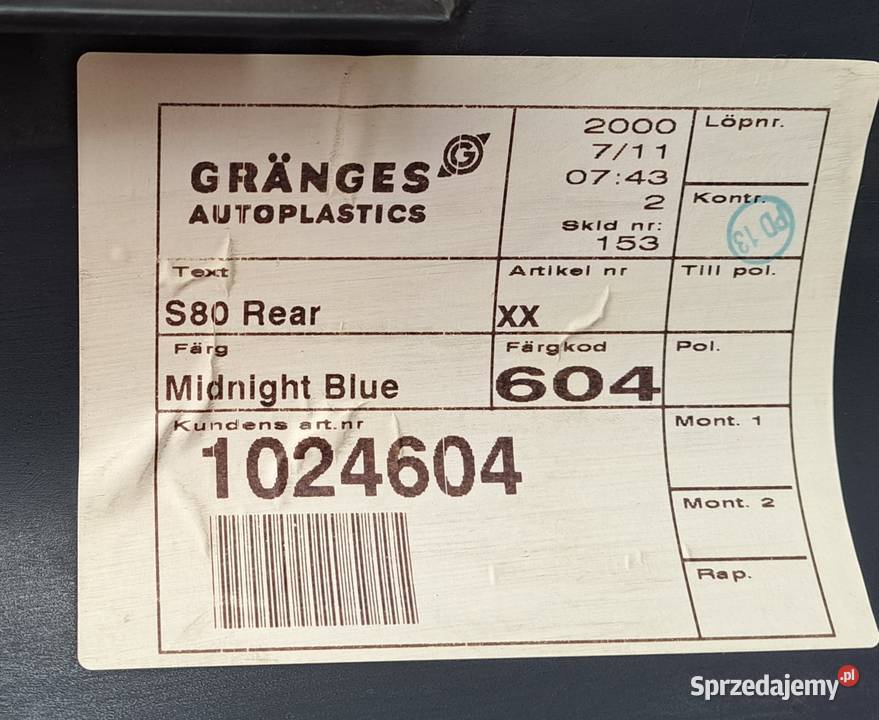 GRÄNGES
AUTOPLASTICS
2000
7/11
07:43
2
Skld nr:
153
Löpnr.
Kontr.
PD 13
Text
S80 Rear
Artikel nr
XX
Till pol.
Färg
Midnight Blue
Färgkod
604
Pol.
Kundens art.nr
1024604
Mont. 1
Mont. 2
Rap.
Sprzedajemy.pl